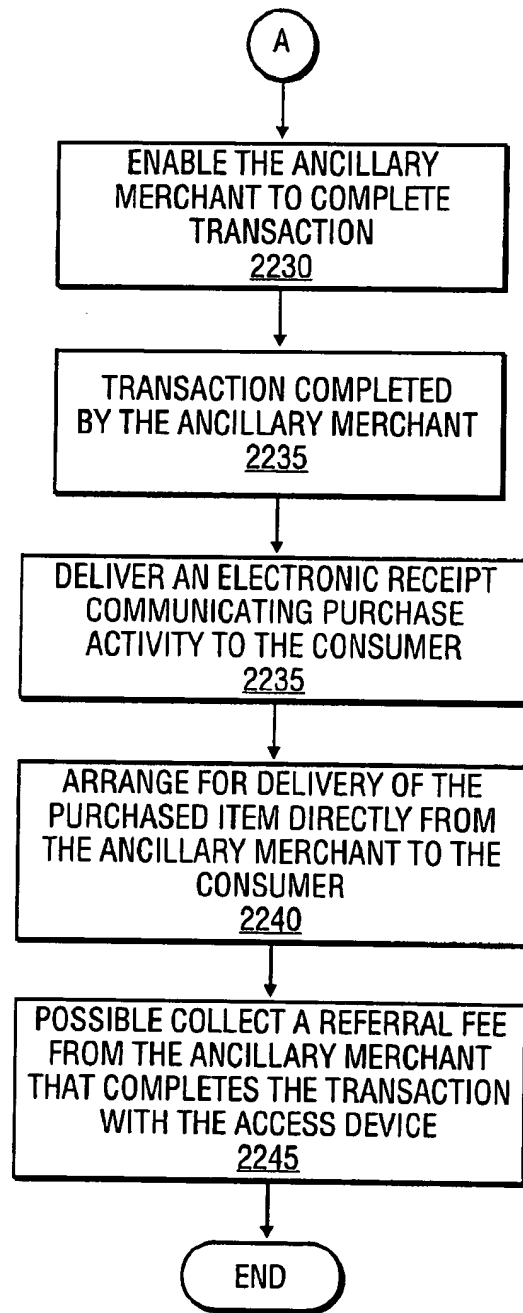 A
ENABLE THE ANCILLARY
MERCHANT TO COMPLETE
TRANSACTION
2230
TRANSACTION COMPLETED
BY THE ANCILLARY MERCHANT
2235
DELIVER AN ELECTRONIC RECEIPT
COMMUNICATING PURCHASE
ACTIVITY TO THE CONSUMER
2235
ARRANGE FOR DELIVERY OF THE
PURCHASED ITEM DIRECTLY FROM
THE ANCILLARY MERCHANT TO THE
CONSUMER
2240
POSSIBLE COLLECT A REFERRAL FEE
FROM THE ANCILLARY MERCHANT
THAT COMPLETES THE TRANSACTION
WITH THE ACCESS DEVICE
2245
END